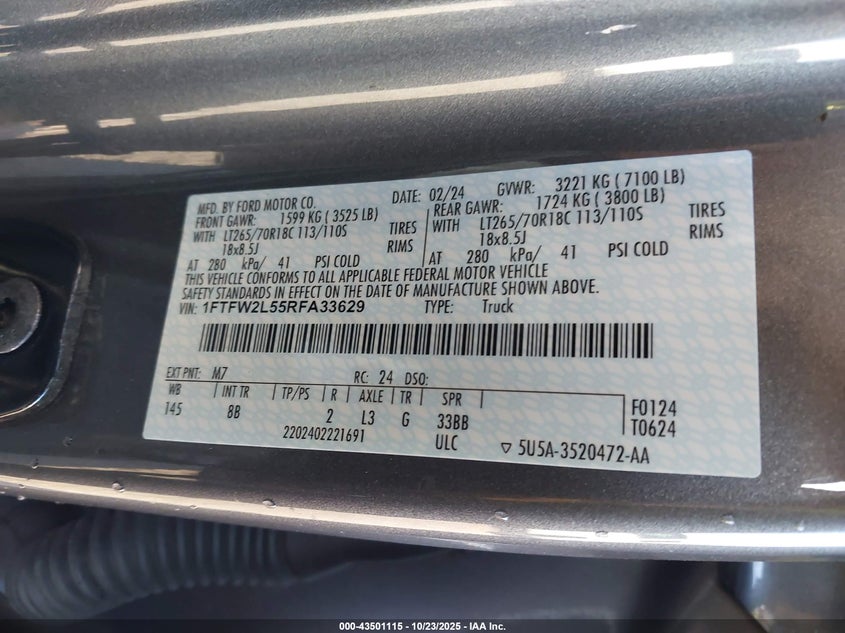 MFD. BY FORD MOTOR CO. DATE: 02/24 GVWR: 3221 KG ( 7100 LB)
FRONT GAWR: 1599 KG ( 3525 LB) REAR GAWR: 1724 KG ( 3800 LB)
WITH LT265/70R18C 113/110S TIRES WITH LT265/70R18C 113/110S TIRES
18x8.5J RIMS 18x8.5J RIMS
AT 280 kPa/ 41 PSI COLD AT 280 kPa/ 41 PSI COLD
THIS VEHICLE CONFORMS TO ALL APPLICABLE FEDERAL MOTOR VEHICLE
SAFETY STANDARDS IN EFFECT ON THE DATE OF MANUFACTURE SHOWN ABOVE.
VIN: 1FTFW2L55RFA33629 TYPE: Truck
EXT PNT: M7 RC: 24 DSO:
WB INT TR TP/PS R AXLE TR SPR
145 8B 2 L3 G 33BB F0124
2202402221691 ULC T0624
5U5A-3520472-AA
000-43501115 - 10/23/2025 - IAA Inc.